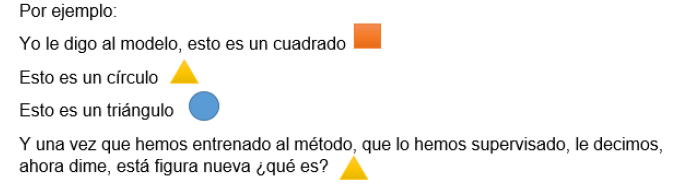 Por ejemplo:
Yo le digo al modelo, esto es un cuadrado
Esto es un círculo
Esto es un triángulo
Y una vez que hemos entrenado al método, que lo hemos supervisado, le decimos,
ahora dime, está figura nueva ¿qué es?